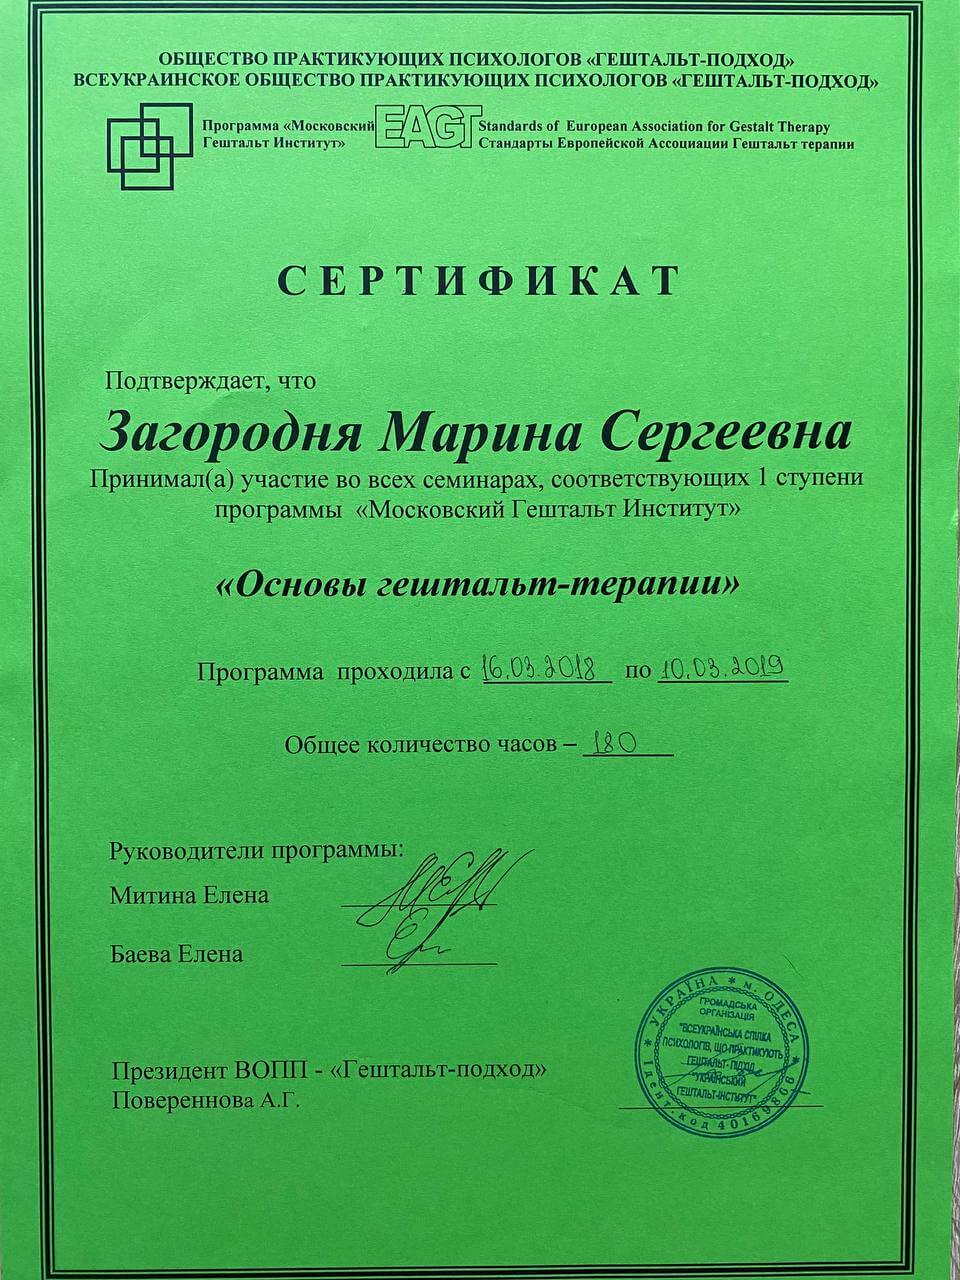 ОБЩЕСТВО ПРАКТИКУЮЩИХ ПСИХОЛОГОВ «ГЕШТАЛЬТ-ПОДХОД»
ВСЕУКРАИНСКОЕ ОБЩЕСТВО ПРАКТИКУЮЩИХ ПСИХОЛОГОВ «ГЕШТАЛЬТ-ПОДХОД»
Программа «Московский
Гештальт Институт»
EAGT
Standards of European Association for Gestalt Therapy
Стандарты Европейской Ассоциации Гештальт терапии
СЕРТИФИКАТ
Подтверждает, что
Загородня Марина Сергеевна
Принимал(а) участие во всех семинарах, соответствующих 1 ступени
программы «Московский Гештальт Институт»
«Основы гештальт-терапии»
Программа проходила с 16.03.2018 по 10.03.2019
Общее количество часов – 180
Руководители программы:
Митина Елена
Баева Елена
Президент ВОПП - «Гештальт-подход»
Повереннова А.Г.
УКРАЇНА * м. ОДЕСА *
ГРОМАДСЬКА
ОРГАНІЗАЦІЯ
"ВСЕУКРАЇНСЬКА СПІЛКА
ПСИХОЛОГІВ, ЩО ПРАКТИКУЮТЬ
ГЕШТАЛЬТ-ПІДХІД
"УКРАЇНСЬКИЙ
ГЕШТАЛЬТ-ІНСТИТУТ"
Ідент. код 40169866